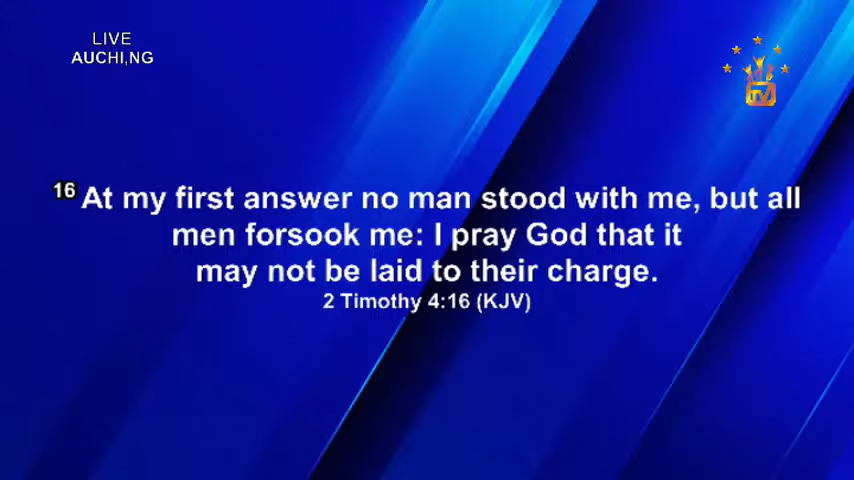 LIVE
AUCHI,NG
TV
16 At my first answer no man stood with me, but all
men forsook me: I pray God that it
may not be laid to their charge.
2 Timothy 4:16 (KJV)